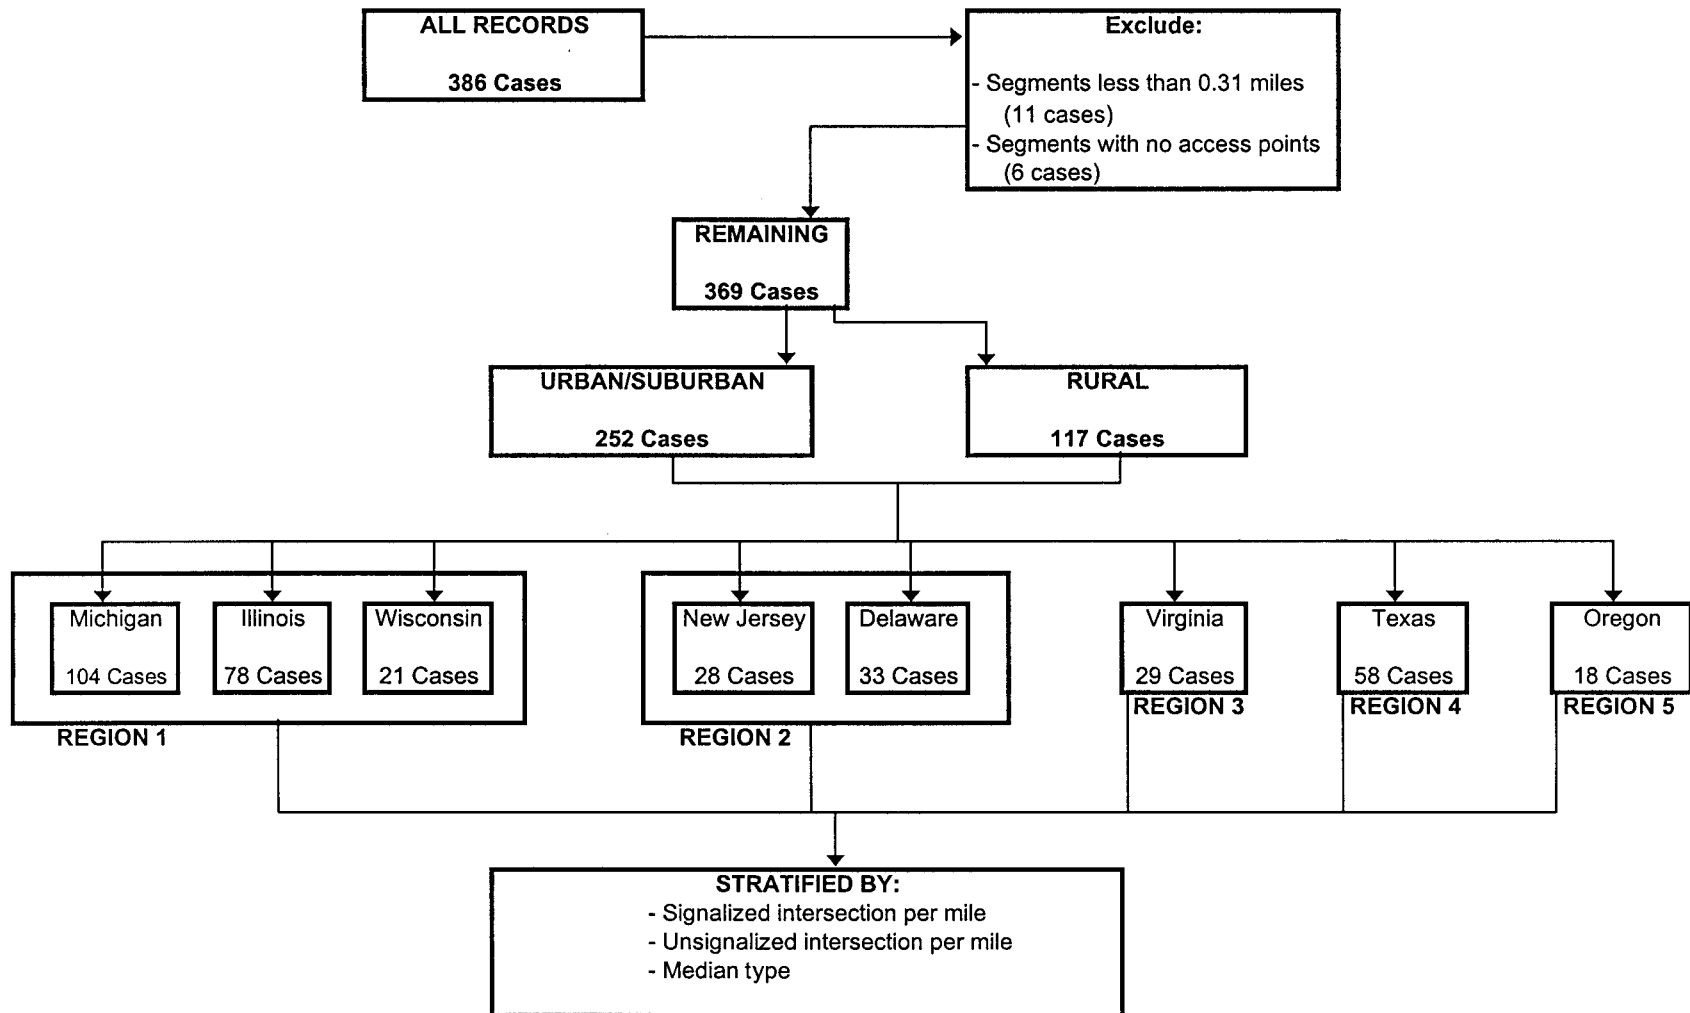 ALL RECORDS
386 Cases
Exclude:
- Segments less than 0.31 miles
(11 cases)
- Segments with no access points
(6 cases)
REMAINING
369 Cases
URBAN/SUBURBAN
252 Cases
RURAL
117 Cases
Michigan
104 Cases
Illinois
78 Cases
Wisconsin
21 Cases
REGION 1
New Jersey
28 Cases
Delaware
33 Cases
REGION 2
Virginia
29 Cases
REGION 3
Texas
58 Cases
REGION 4
Oregon
18 Cases
REGION 5
STRATIFIED BY:
- Signalized intersection per mile
- Unsignalized intersection per mile
- Median type